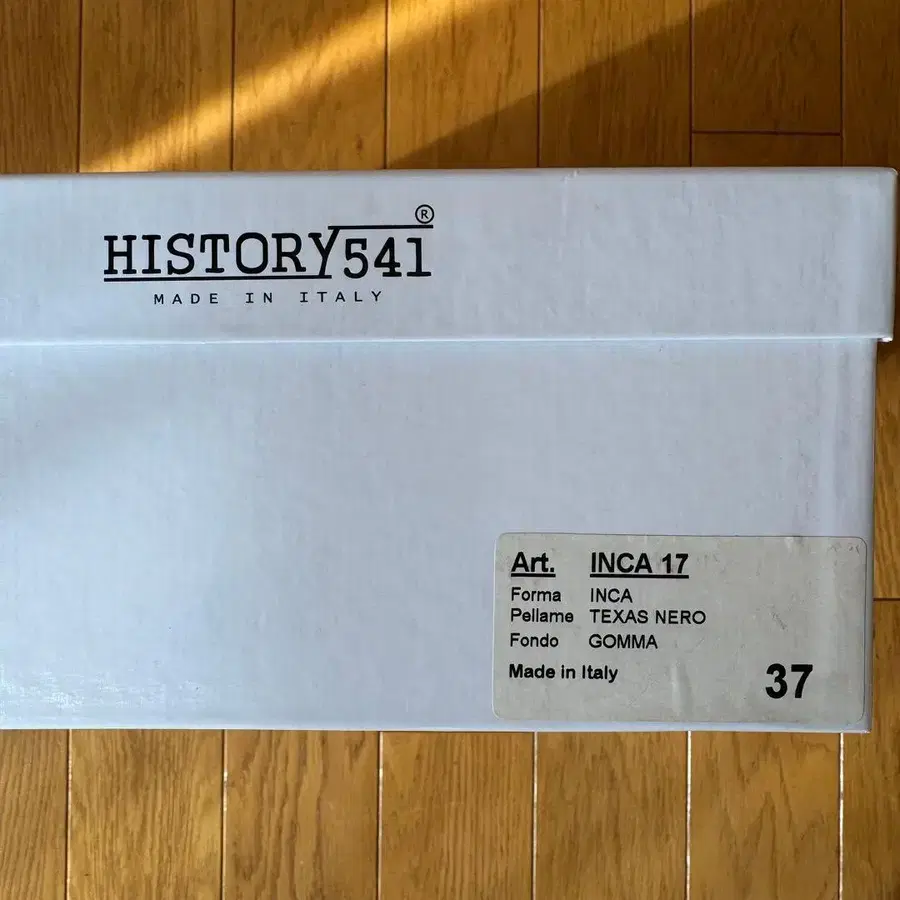 HISTORY541®
MADE IN ITALY
Art. INCA 17
Forma INCA
Pellame TEXAS NERO
Fondo GOMMA
Made in Italy 37